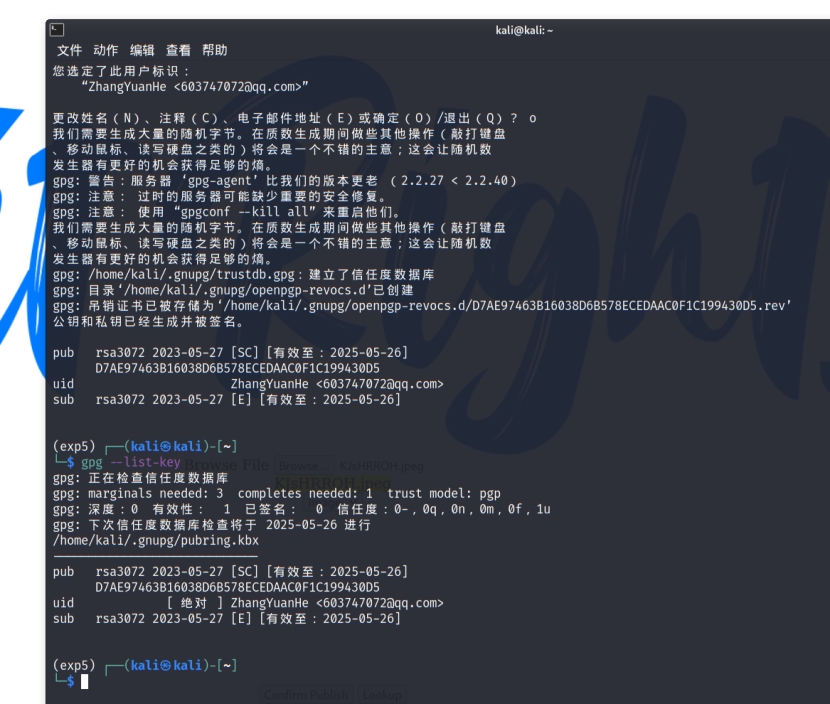 kali@kali: ~
文件 动作 编辑 查看 帮助
您选定了此用户标识：
“ZhangYuanHe <603747072@qq.com>”
更改姓名（N）、注释（C）、电子邮件地址（E）或确定（O）/退出（Q）？ o
我们需要生成大量的随机字节。在质数生成期间做些其他操作（敲打键盘
、移动鼠标、读写硬盘之类的）将会是一个不错的主意；这会让随机数
发生器有更好的机会获得足够的熵。
gpg: 警告：服务器 ‘gpg-agent’ 比我们的版本更老 （2.2.27 < 2.2.40）
gpg: 注意： 过时的服务器可能缺少重要的安全修复。
gpg: 注意： 使用 “gpgconf --kill all” 来重启他们。
我们需要生成大量的随机字节。在质数生成期间做些其他操作（敲打键盘
、移动鼠标、读写硬盘之类的）将会是一个不错的主意；这会让随机数
发生器有更好的机会获得足够的熵。
gpg: /home/kali/.gnupg/trustdb.gpg：建立了信任度数据库
gpg: 目录‘/home/kali/.gnupg/openpgp-revocs.d’已创建
gpg: 吊销证书已被存储为‘/home/kali/.gnupg/openpgp-revocs.d/D7AE97463B16038D6B578ECEDAAC0F1C199430D5.rev’
公钥和私钥已经生成并被签名。
pub rsa3072 2023-05-27 [SC] [有效至：2025-05-26]
D7AE97463B16038D6B578ECEDAAC0F1C199430D5
uid ZhangYuanHe <603747072@qq.com>
sub rsa3072 2023-05-27 [E] [有效至：2025-05-26]
(exp5) ┌──(kali㉿kali)-[~]
└─$ gpg --list-key
Browse File Browse... KJsHRROH.jpeg
KJsHRROH.jpeg
gpg: 正在检查信任度数据库
gpg: marginals needed: 3 completes needed: 1 trust model: pgp
gpg: 深度：0 有效性： 1 已签名： 0 信任度：0-，0q，0n，0m，0f，1u
gpg: 下次信任度数据库检查将于 2025-05-26 进行
/home/kali/.gnupg/pubring.kbx
pub rsa3072 2023-05-27 [SC] [有效至：2025-05-26]
D7AE97463B16038D6B578ECEDAAC0F1C199430D5
uid [ 绝对 ] ZhangYuanHe <603747072@qq.com>
sub rsa3072 2023-05-27 [E] [有效至：2025-05-26]
(exp5) ┌──(kali㉿kali)-[~]
└─$
Confirm Publish Lookup